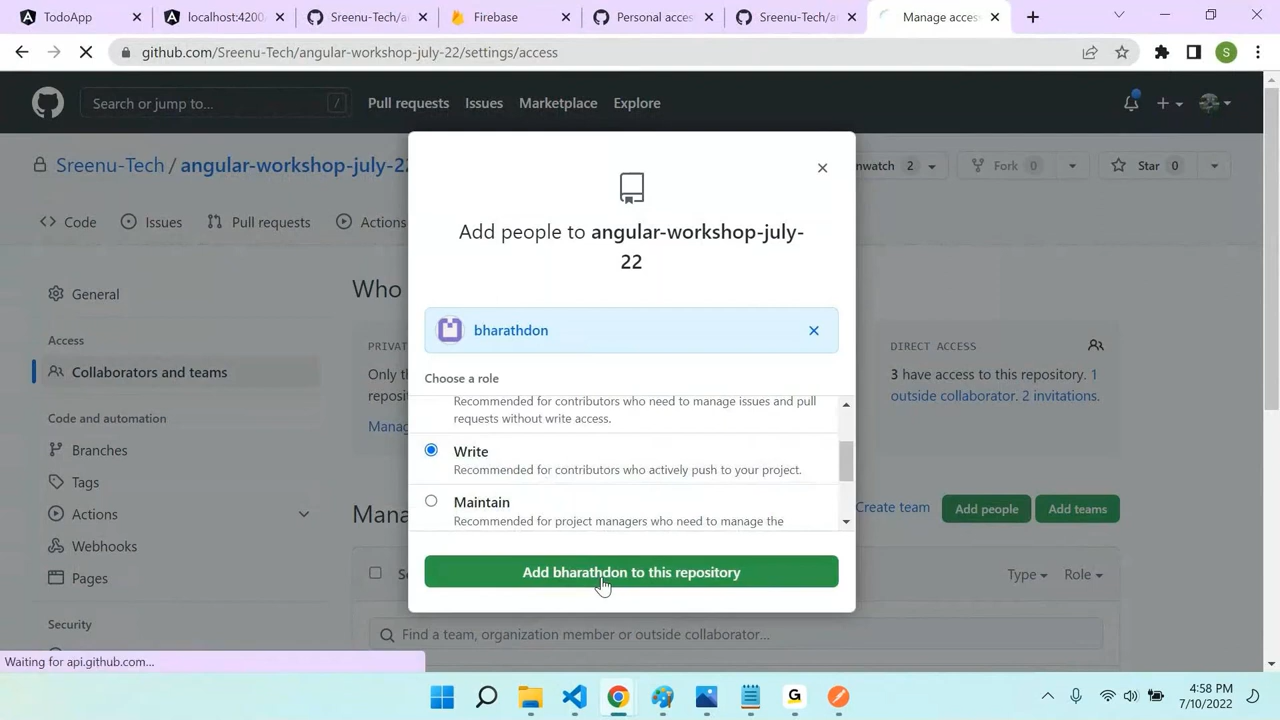 TodoApp
localhost:4200
Sreenu-Tech/a
Firebase
Personal acces
Sreenu-Tech/a
Manage acces
github.com/Sreenu-Tech/angular-workshop-july-22/settings/access
S
Search or jump to...
/
Pull requests
Issues
Marketplace
Explore
Sreenu-Tech / angular-workshop-july-22
nwatch 2
Fork 0
Star 0
Code
Issues
Pull requests
Actions
General
Access
Collaborators and teams
Code and automation
Branches
Tags
Actions
Webhooks
Pages
Security
Who
PRIVA
Only th
reposit
Manag
DIRECT ACCESS
3 have access to this repository. 1
outside collaborator. 2 invitations.
Mana
Create team
Add people
Add teams
Se
Type
Role
Find a team, organization member or outside collaborator...
Add people to angular-workshop-july-
22
bharathdon
Choose a role
Recommended for contributors who need to manage issues and pull
requests without write access.
Write
Recommended for contributors who actively push to your project.
Maintain
Recommended for project managers who need to manage the
Add bharathdon to this repository
Waiting for api.github.com...
G
4:58 PM
7/10/2022